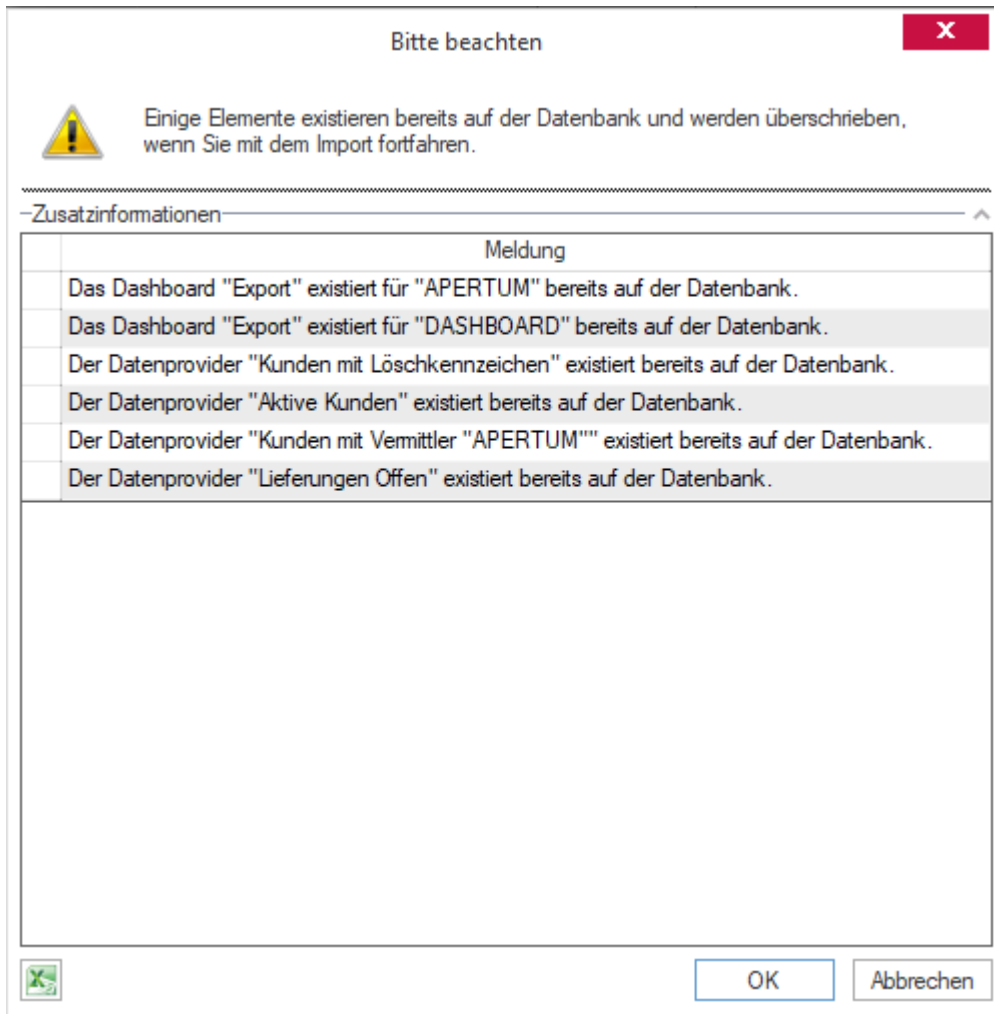 Bitte beachten
x
Einige Elemente existieren bereits auf der Datenbank und werden überschrieben,
wenn Sie mit dem Import fortfahren.
Zusatzinformationen
Meldung
Das Dashboard "Export" existiert für "APERTUM" bereits auf der Datenbank.
Das Dashboard "Export" existiert für "DASHBOARD" bereits auf der Datenbank.
Der Datenprovider "Kunden mit Löschkennzeichen" existiert bereits auf der Datenbank.
Der Datenprovider "Aktive Kunden" existiert bereits auf der Datenbank.
Der Datenprovider "Kunden mit Vermittler "APERTUM"" existiert bereits auf der Datenbank.
Der Datenprovider "Lieferungen Offen" existiert bereits auf der Datenbank.
OK
Abbrechen